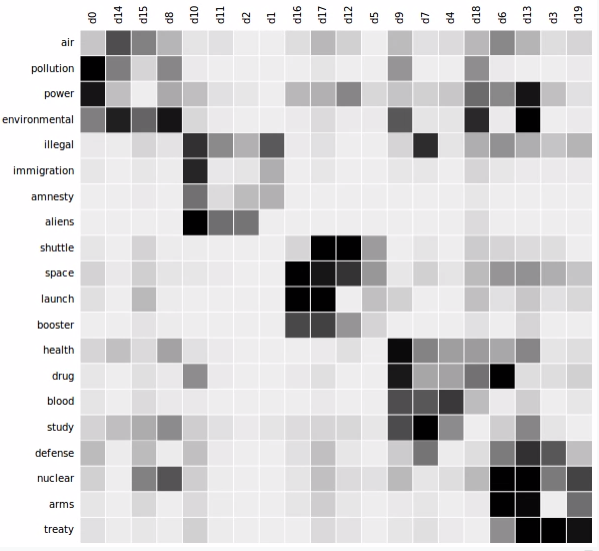 d0 d14 d15 d8 d10 d11 d2 d1 d16 d17 d12 d5 d9 d7 d4 d18 d6 d13 d3 d19
air
pollution
power
environmental
illegal
immigration
amnesty
aliens
shuttle
space
launch
booster
health
drug
blood
study
defense
nuclear
arms
treaty